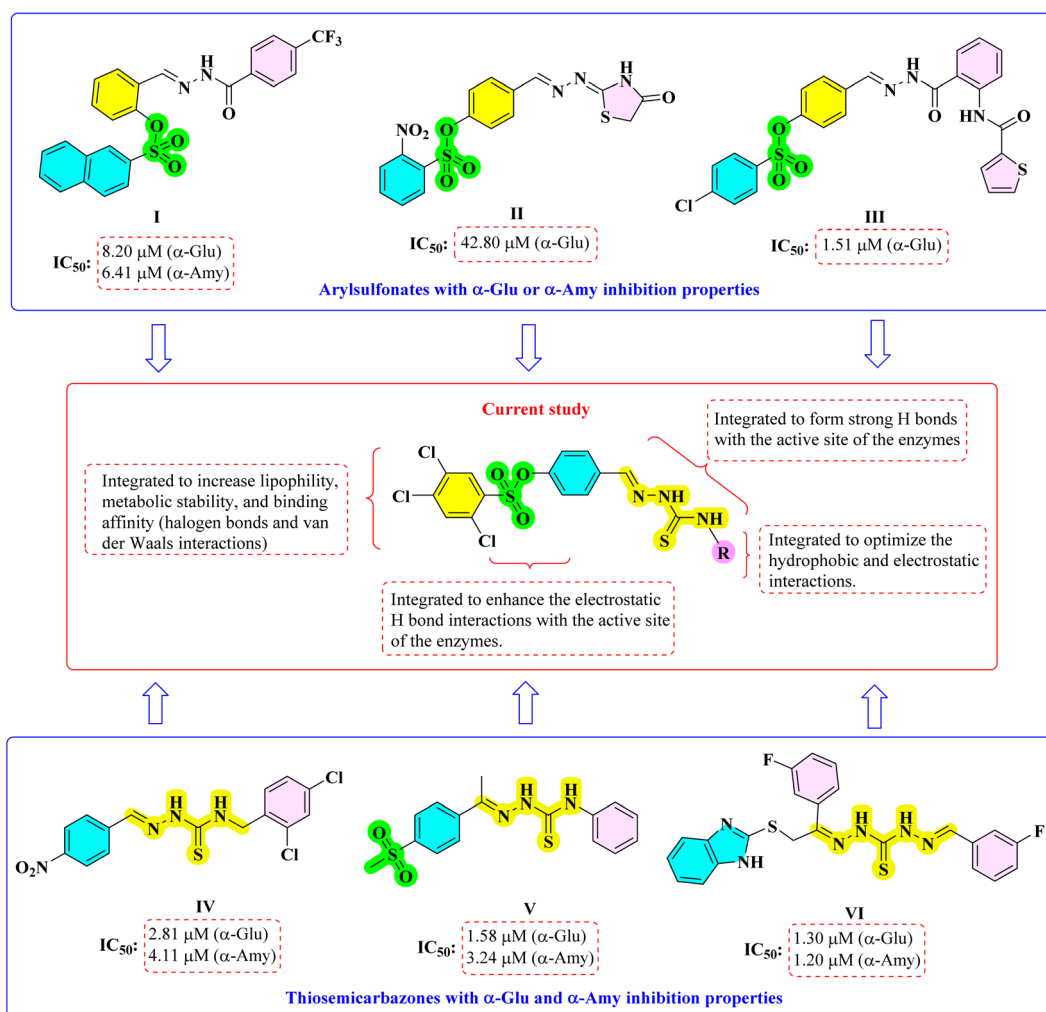 CF3
H
N
N
O
O
S
O
O
I
IC50:
8.20 μM (α-Glu)
6.41 μM (α-Amy)
NO2
O
S
O
O
N
N
H
N
S
O
II
IC50:
42.80 μM (α-Glu)
Cl
O
S
O
O
N
H
N
O
HN
O
S
III
IC50:
1.51 μM (α-Glu)
Arylsulfonates with α-Glu or α-Amy inhibition properties
Current study
Integrated to increase lipophility,
metabolic stability, and binding
affinity (halogen bonds and van
der Waals interactions)
Cl
Cl
Cl
O
O
S
O
N
NH
NH
S
R
Integrated to form strong H bonds
with the active site of the enzymes
Integrated to optimize the
hydrophobic and electrostatic
interactions.
Integrated to enhance the electrostatic
H bond interactions with the active site
of the enzymes.
O2N
N
H
N
H
N
S
Cl
Cl
IV
IC50:
2.81 μM (α-Glu)
4.11 μM (α-Amy)
O
S
O
N
H
N
H
N
S
V
IC50:
1.58 μM (α-Glu)
3.24 μM (α-Amy)
F
N
S
NH
N
H
N
H
N
N
S
F
VI
IC50:
1.30 μM (α-Glu)
1.20 μM (α-Amy)
Thiosemicarbazones with α-Glu and α-Amy inhibition properties